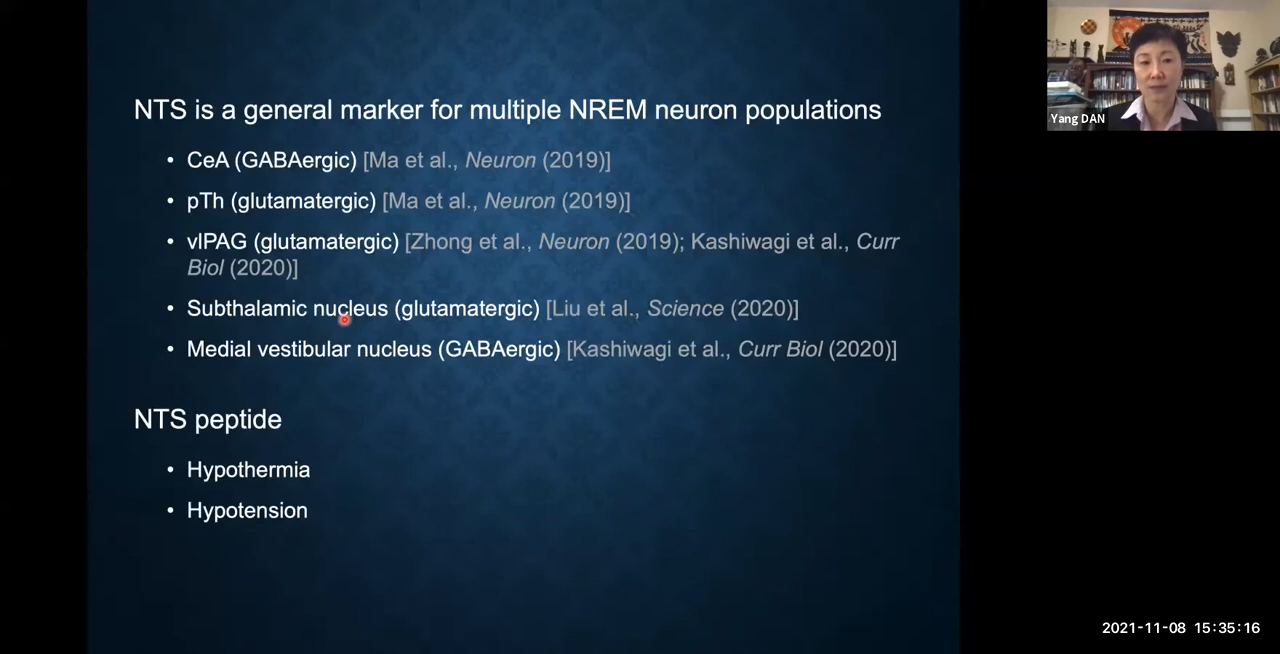 NTS is a general marker for multiple NREM neuron populations
• CeA (GABAergic) [Ma et al., Neuron (2019)]
• pTh (glutamatergic) [Ma et al., Neuron (2019)]
• vlPAG (glutamatergic) [Zhong et al., Neuron (2019); Kashiwagi et al., Curr
Biol (2020)]
• Subthalamic nucleus (glutamatergic) [Liu et al., Science (2020)]
• Medial vestibular nucleus (GABAergic) [Kashiwagi et al., Curr Biol (2020)]
NTS peptide
• Hypothermia
• Hypotension
Yang DAN
2021-11-08 15:35:16